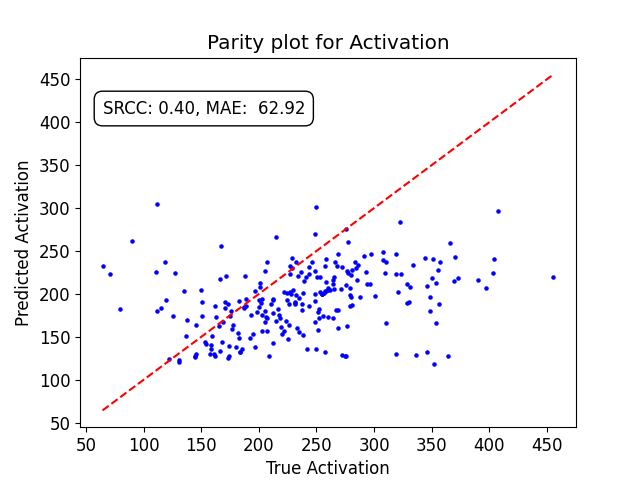 Parity plot for Activation
SRCC: 0.40, MAE:  62.92
Predicted Activation
450
400
350
300
250
200
150
100
50
50 100 150 200 250 300 350 400 450
True Activation